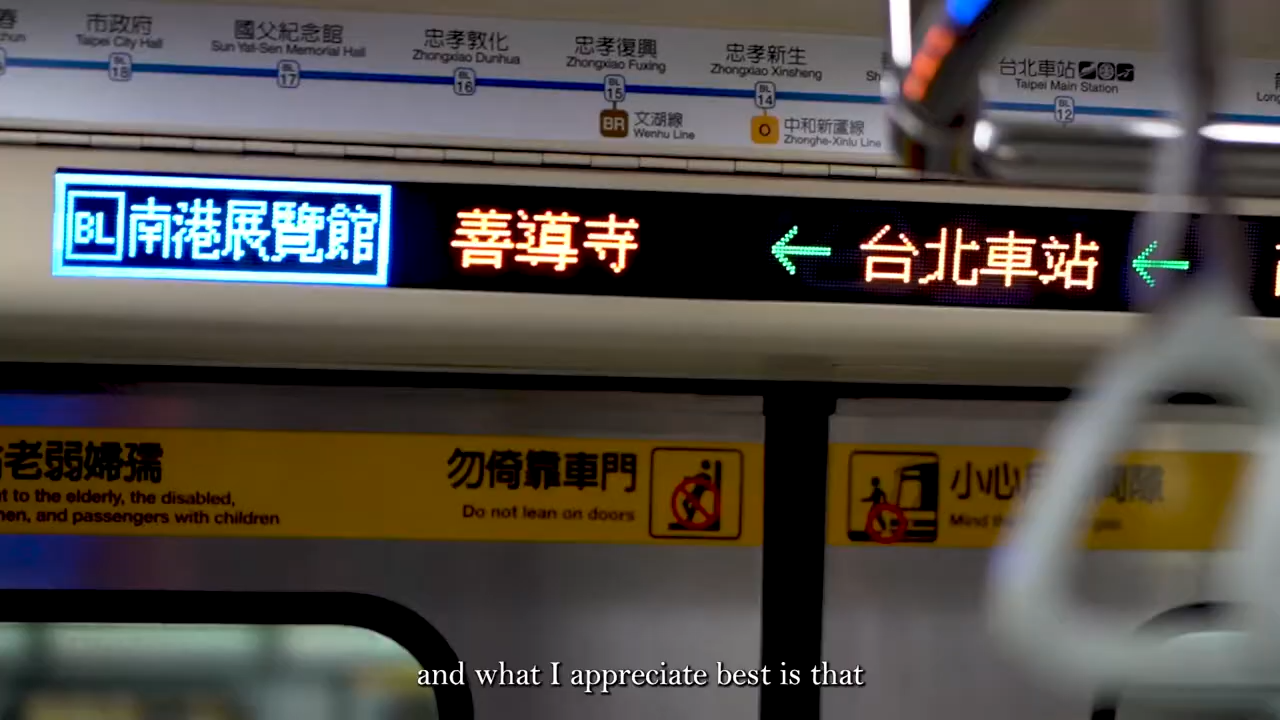 市政府
Taipei City Hall
BL 18
國父紀念館
Sun Yat-Sen Memorial Hall
BL 17
忠孝敦化
Zhongxiao Dunhua
BL 16
忠孝復興
Zhongxiao Fuxing
BL 15
BR 文湖線
Wenhu Line
忠孝新生
Zhongxiao Xinsheng
BL 14
O 中和新蘆線
Zhonghe-Xinlu Line
台北車站
Taipei Main Station
BL 12
BL 南港展覽館 善導寺 ← 台北車站 ←
老弱婦孺
to the elderly, the disabled,
and passengers with children
勿倚靠車門
Do not lean on doors
小心
Mind
and what I appreciate best is that